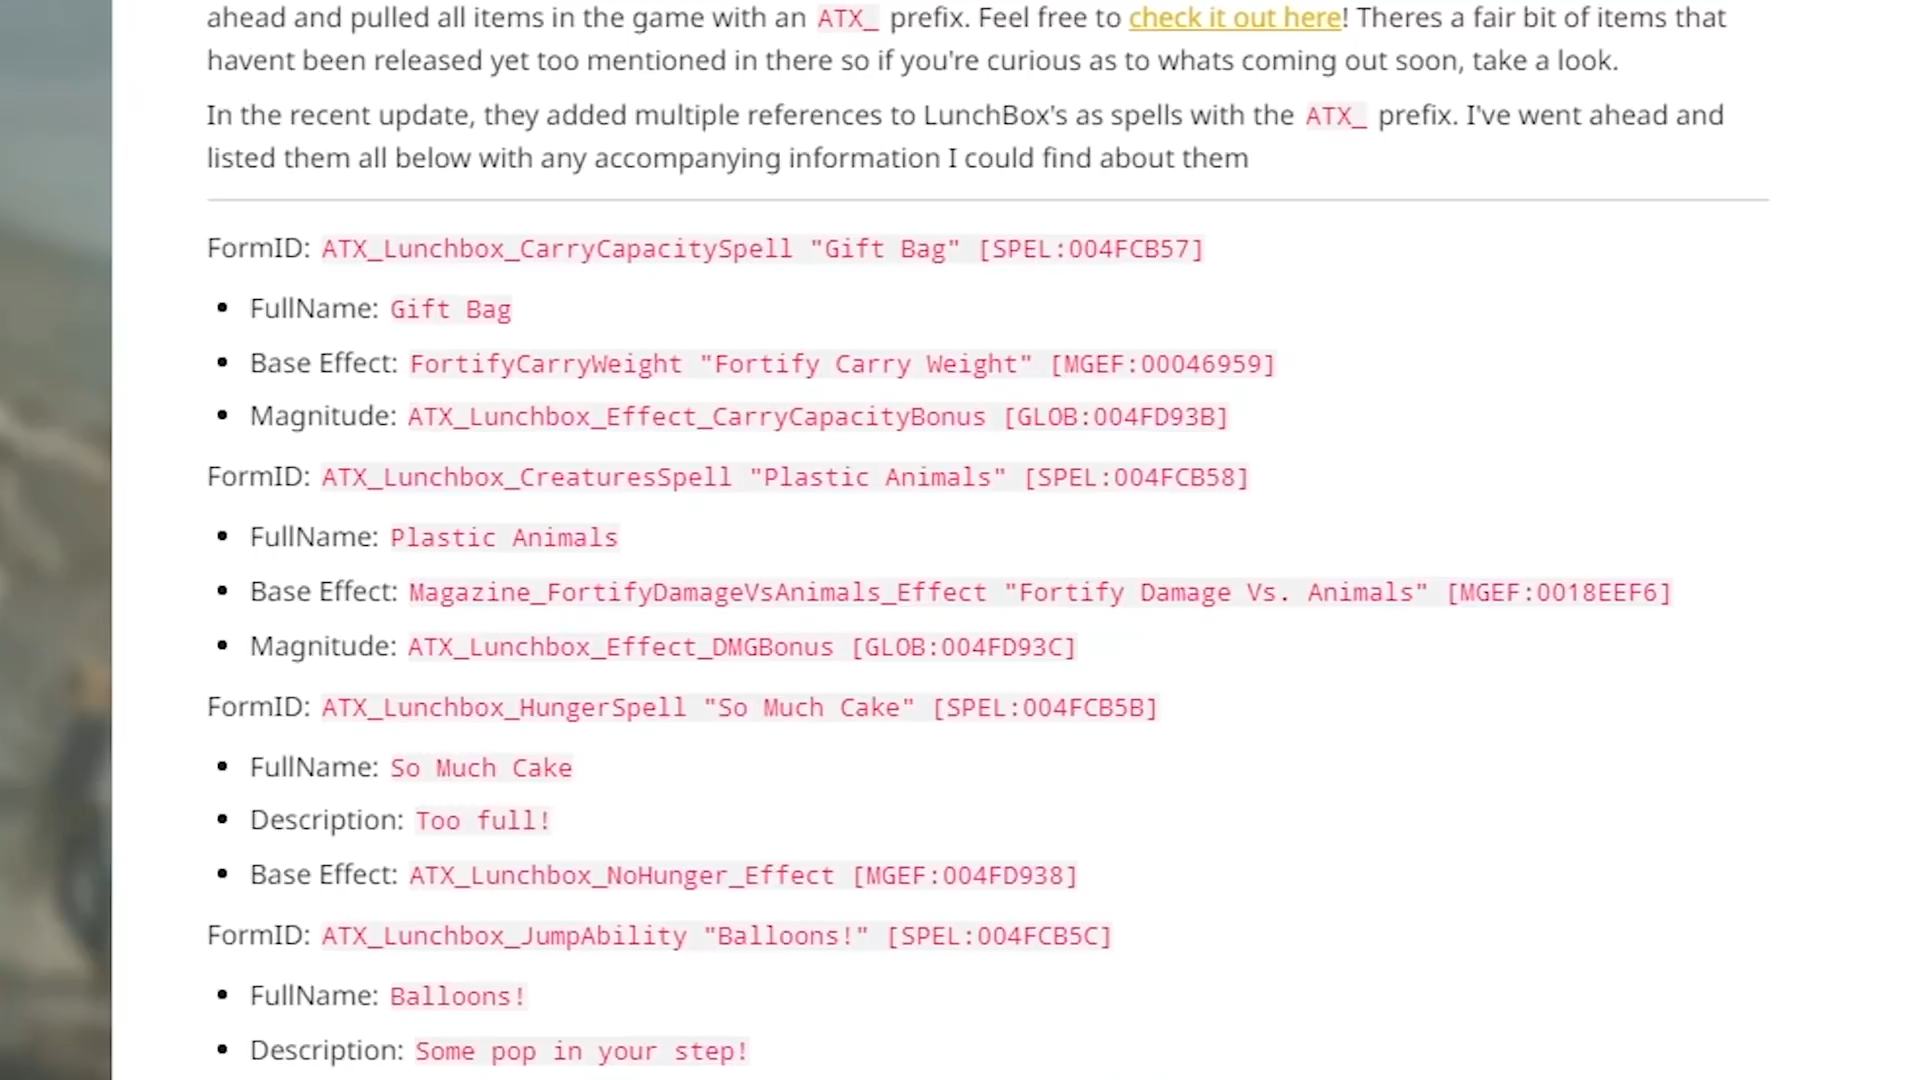 ahead and pulled all items in the game with an ATX_ prefix. Feel free to check it out here! Theres a fair bit of items that
havent been released yet too mentioned in there so if you're curious as to whats coming out soon, take a look.
In the recent update, they added multiple references to LunchBox's as spells with the ATX_ prefix. I've went ahead and
listed them all below with any accompanying information I could find about them
FormID: ATX_Lunchbox_CarryCapacitySpell "Gift Bag" [SPEL:004FCB57]
• FullName: Gift Bag
• Base Effect: FortifyCarryWeight "Fortify Carry Weight" [MGEF:00046959]
• Magnitude: ATX_Lunchbox_Effect_CarryCapacityBonus [GLOB:004FD93B]
FormID: ATX_Lunchbox_CreaturesSpell "Plastic Animals" [SPEL:004FCB58]
• FullName: Plastic Animals
• Base Effect: Magazine_FortifyDamageVsAnimals_Effect "Fortify Damage Vs. Animals" [MGEF:0018EEF6]
• Magnitude: ATX_Lunchbox_Effect_DMGBonus [GLOB:004FD93C]
FormID: ATX_Lunchbox_HungerSpell "So Much Cake" [SPEL:004FCB5B]
• FullName: So Much Cake
• Description: Too full!
• Base Effect: ATX_Lunchbox_NoHunger_Effect [MGEF:004FD938]
FormID: ATX_Lunchbox_JumpAbility "Balloons!" [SPEL:004FCB5C]
• FullName: Balloons!
• Description: Some pop in your step!